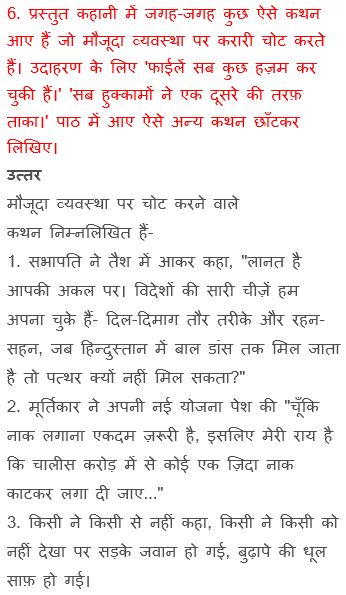 6. प्रस्तुत कहानी में जगह-जगह कुछ ऐसे कथन
आए हैं जो मौजूदा व्यवस्था पर करारी चोट करते
हैं। उदाहरण के लिए 'फाईलें सब कुछ हज़म कर
चुकी हैं।' 'सब हुक्कामों ने एक दूसरे की तरफ़
ताका।' पाठ में आए ऐसे अन्य कथन छाँटकर
लिखिए।
उत्तर
मौजूदा व्यवस्था पर चोट करने वाले
कथन निम्नलिखित हैं-
1. सभापति ने तैश में आकर कहा, "लानत है
आपकी अकल पर। विदेशों की सारी चीज़ें हम
अपना चुके हैं- दिल-दिमाग तौर तरीके और रहन-
सहन, जब हिन्दुस्तान में बाल डांस तक मिल जाता
है तो पत्थर क्यों नहीं मिल सकता?"
2. मूर्तिकार ने अपनी नई योजना पेश की "चूँकि
नाक लगाना एकदम ज़रूरी है, इसलिए मेरी राय है
कि चालीस करोड़ में से कोई एक ज़िदा नाक
काटकर लगा दी जाए..."
3. किसी ने किसी से नहीं कहा, किसी ने किसी को
नहीं देखा पर सड़के जवान हो गई, बुढ़ापे की धूल
साफ़ हो गई।